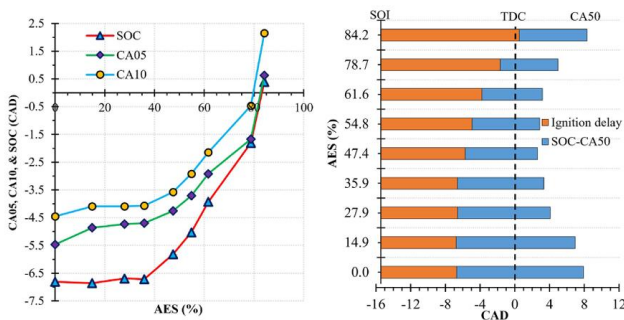 CA05, CA10, & SOC (CAD)
2.5
1.5
0.5
-0.5
-1.5
-2.5
-3.5
-4.5
-5.5
-6.5
-7.5
SOC
CA05
CA10
0
20
40
60
80
100
AES (%)
SOI
TDC
CA50
AES (%)
84.2
78.7
61.6
54.8
47.4
35.9
27.9
14.9
0.0
Ignition delay
SOC-CA50
-16
-12
-8
-4
0
4
8
12
CAD